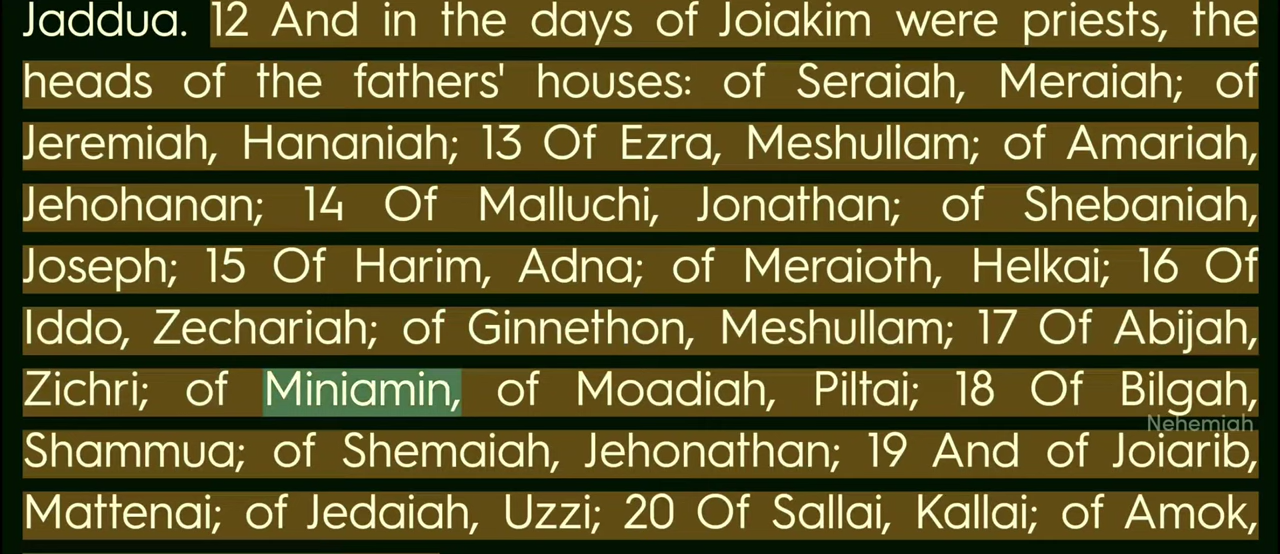 Jaddua. 12 And in the days of Joiakim were priests, the
heads of the fathers' houses: of Seraiah, Meraiah; of
Jeremiah, Hananiah; 13 Of Ezra, Meshullam; of Amariah,
Jehohanan; 14 Of Malluchi, Jonathan; of Shebaniah,
Joseph; 15 Of Harim, Adna; of Meraioth, Helkai; 16 Of
Iddo, Zechariah; of Ginnethon, Meshullam; 17 Of Abijah,
Zichri; of Miniamin, of Moadiah, Piltai; 18 Of Bilgah,
Nehemiah
Shammua; of Shemaiah, Jehonathan; 19 And of Joiarib,
Mattenai; of Jedaiah, Uzzi; 20 Of Sallai, Kallai; of Amok,